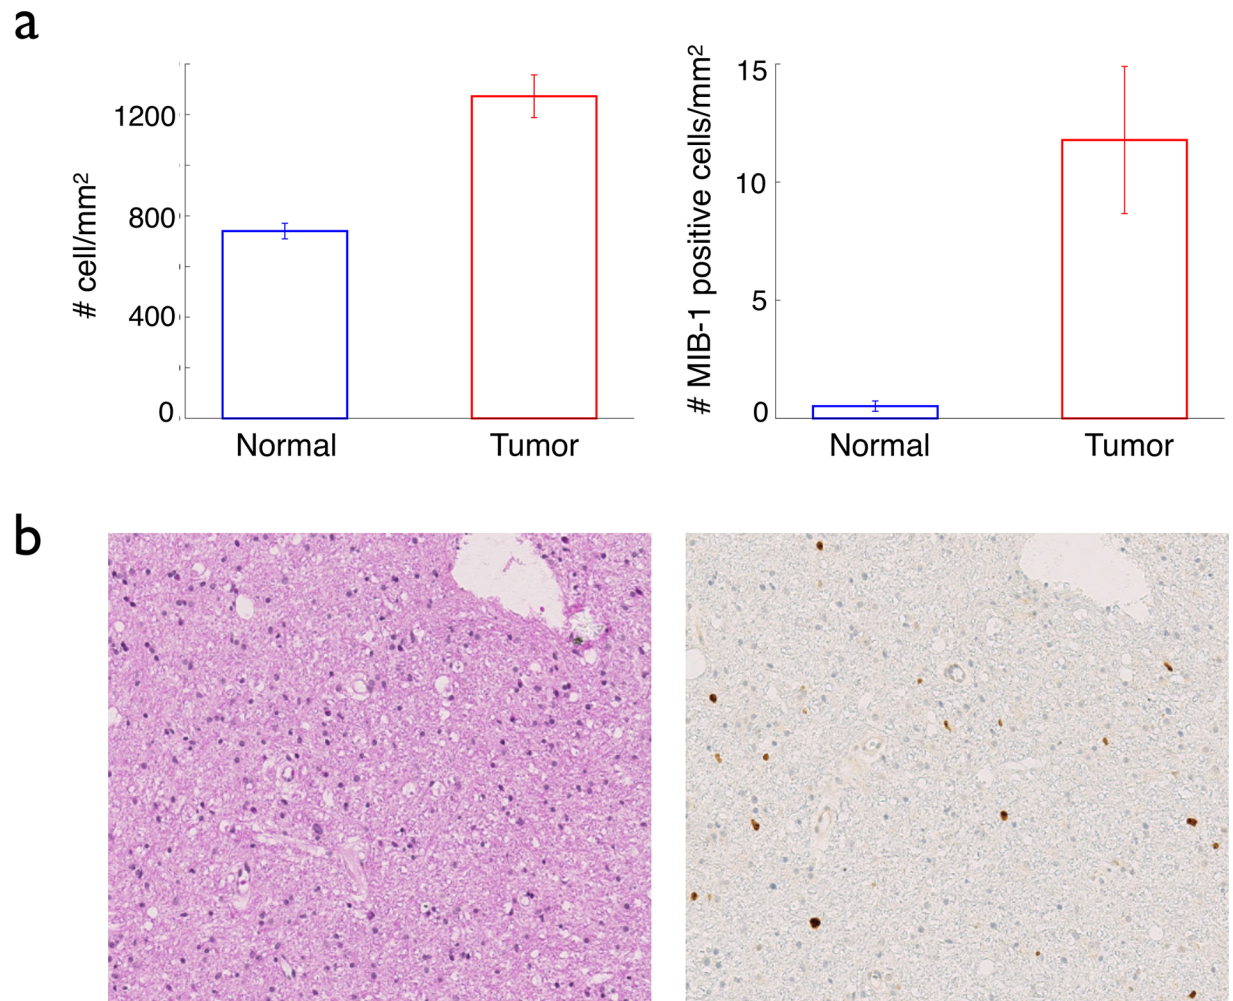 a
# cell/mm²
1200
800
400
0
Normal
Tumor
# MIB-1 positive cells/mm²
15
10
5
0
Normal
Tumor
b